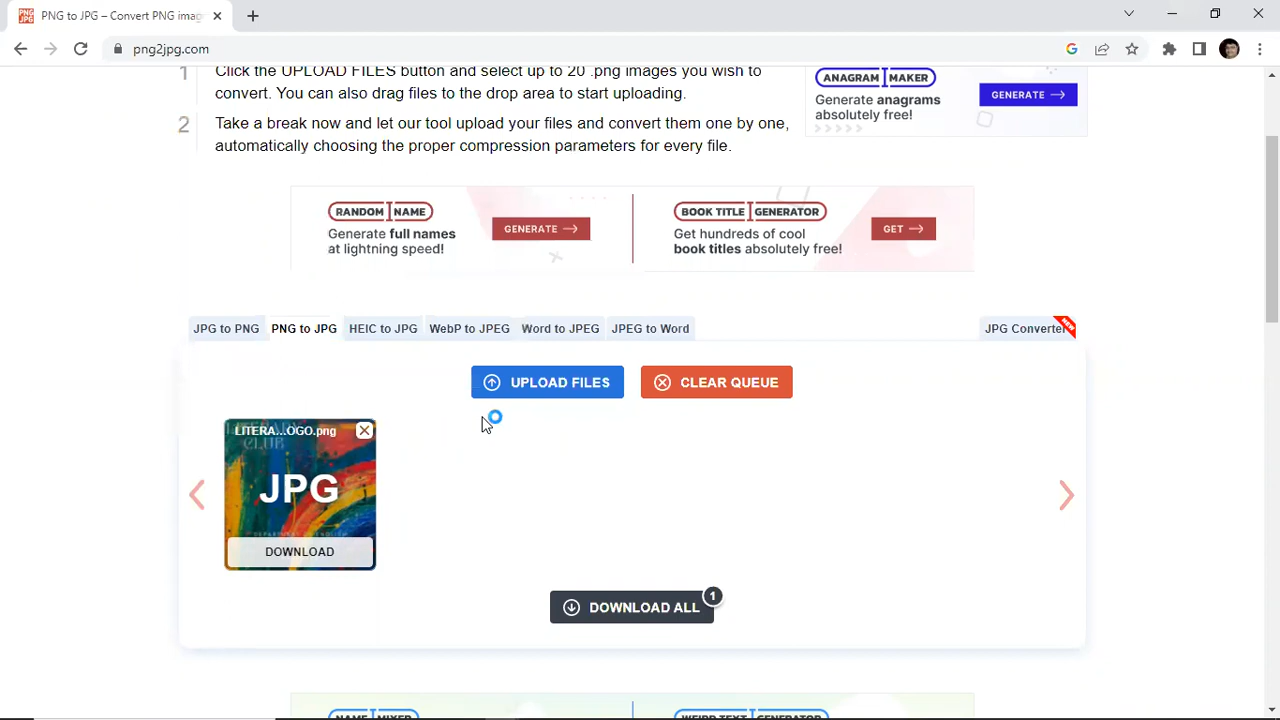 PNG to JPG – Convert PNG imag
png2jpg.com
1 Click the UPLOAD FILES button and select up to 20 .png images you wish to
convert. You can also drag files to the drop area to start uploading.
2 Take a break now and let our tool upload your files and convert them one by one,
automatically choosing the proper compression parameters for every file.
ANAGRAM MAKER
Generate anagrams
absolutely free!
GENERATE
RANDOM NAME
Generate full names
at lightning speed!
GENERATE
BOOK TITLE GENERATOR
Get hundreds of cool
book titles absolutely free!
GET
JPG to PNG PNG to JPG HEIC to JPG WebP to JPEG Word to JPEG JPEG to Word JPG Converter NEW
UPLOAD FILES CLEAR QUEUE
LITERA...OGO.png
JPG
DOWNLOAD
DOWNLOAD ALL 1
NAME MIXER
WEIRD TEXT GENERATOR